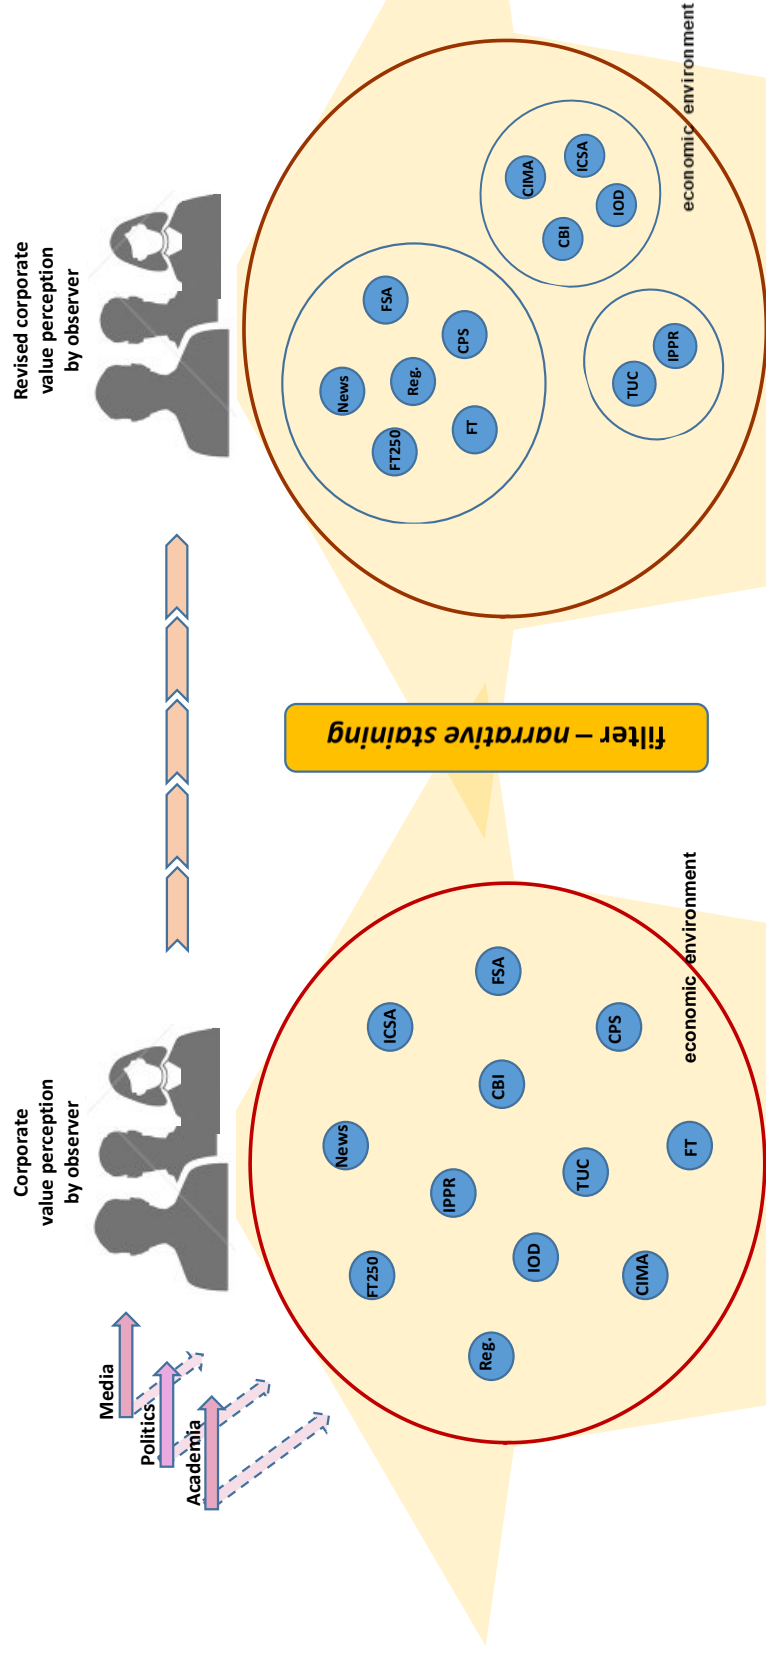 Corporate
value perception
by observer
Revised corporate
value perception
by observer
Media
Politics
Academia
FT250
News
ICSA
Reg.
IPPR
CBI
FSA
IOD
TUC
CPS
CIMA
FT
economic environment
filter – narrative staining
News
FT250
Reg.
FSA
FT
CPS
CIMA
CBI
ICSA
IOD
TUC
IPPR
economic environment